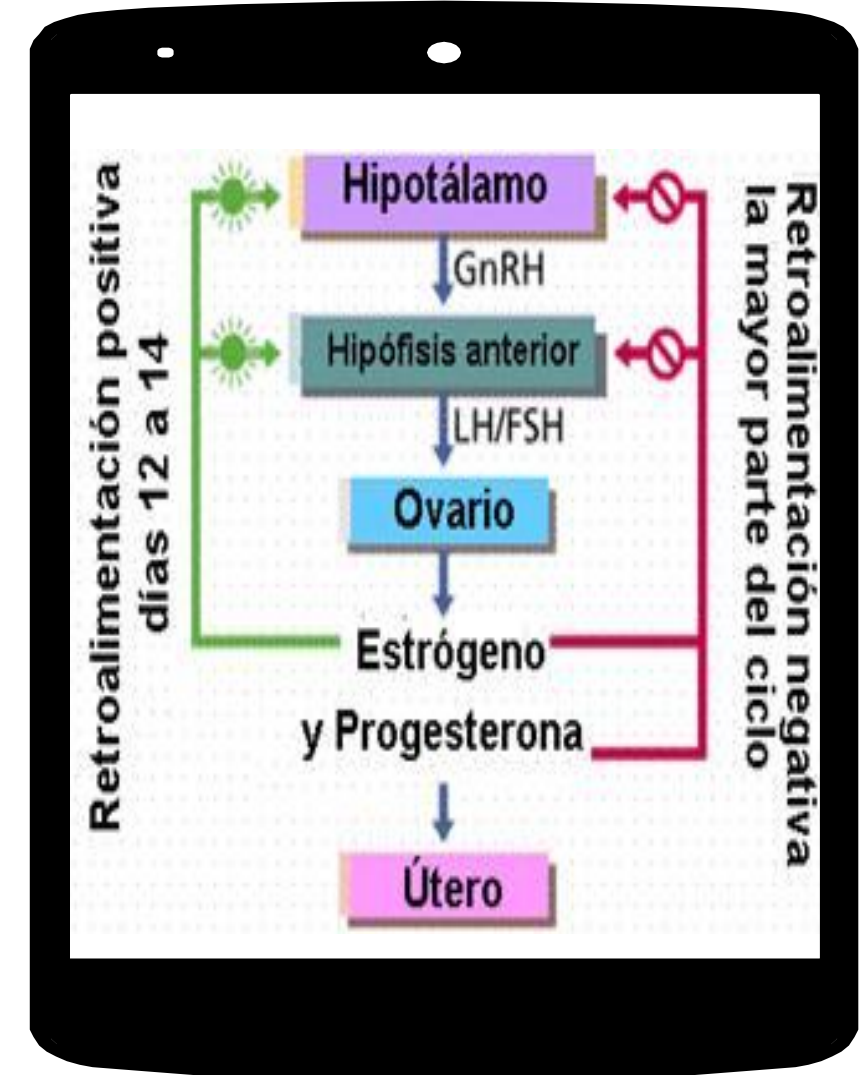 Retroalimentación positiva
días 12 a 14
Hipotálamo
GnRH
Hipófisis anterior
LH/FSH
Ovario
Estrógeno
y Progesterona
Útero
Retroalimentación negativa
la mayor parte del ciclo